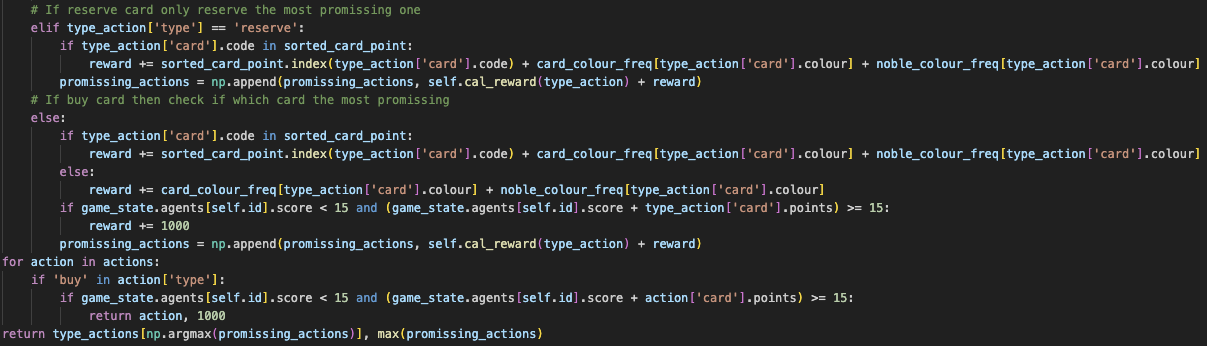 # If reserve card only reserve the most promissing one
elif type_action['type'] == 'reserve':
if type_action['card'].code in sorted_card_point:
reward += sorted_card_point.index(type_action['card'].code) + card_colour_freq[type_action['card'].colour] + noble_colour_freq[type_action['card'].colour]
promissing_actions = np.append(promissing_actions, self.cal_reward(type_action) + reward)
# If buy card then check if which card the most promissing
else:
if type_action['card'].code in sorted_card_point:
reward += sorted_card_point.index(type_action['card'].code) + card_colour_freq[type_action['card'].colour] + noble_colour_freq[type_action['card'].colour]
else:
reward += card_colour_freq[type_action['card'].colour] + noble_colour_freq[type_action['card'].colour]
if game_state.agents[self.id].score < 15 and (game_state.agents[self.id].score + type_action['card'].points) >= 15:
reward += 1000
promissing_actions = np.append(promissing_actions, self.cal_reward(type_action) + reward)
for action in actions:
if 'buy' in action['type']:
if game_state.agents[self.id].score < 15 and (game_state.agents[self.id].score + action['card'].points) >= 15:
return action, 1000
return type_actions[np.argmax(promissing_actions)], max(promissing_actions)